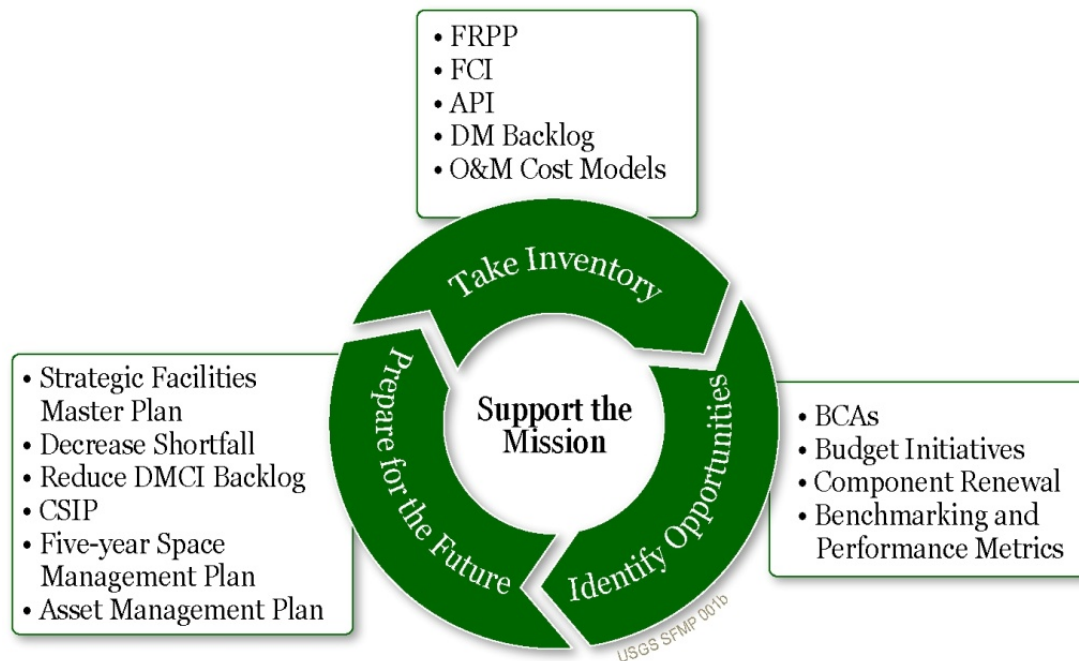 • FRPP
• FCI
• API
• DM Backlog
• O&M Cost Models
Take Inventory
• Strategic Facilities
Master Plan
• Decrease Shortfall
• Reduce DMCI Backlog
• CSIP
• Five-year Space
Management Plan
• Asset Management Plan
Prepare for the Future
Support the
Mission
Identify Opportunities
• BCAs
• Budget Initiatives
• Component Renewal
• Benchmarking and
Performance Metrics
USGS SFMP 001b